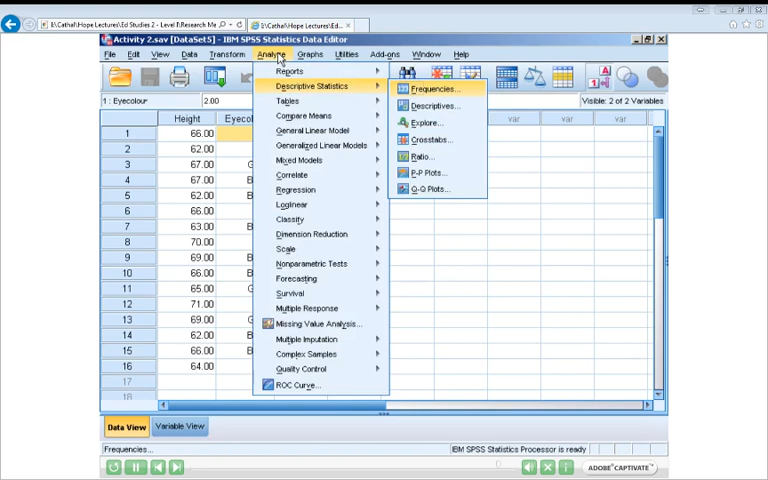 I:\Cathal\Hope Lectures\Ed Studies 2 - Level I\Research Me
I:\Cathal\Hope Lectures\Ed...
Activity 2.sav [DataSet5] - IBM SPSS Statistics Data Editor
File Edit View Data Transform Analyze Graphs Utilities Add-ons Window Help
1 : Eyecolour 2.00 Visible: 2 of 2 Variables
Height Eyecol var var var
1 66.00
2 62.00
3 67.00 G
4 67.00 B
5 62.00 B
6 66.00
7 63.00 B
8 70.00
9 69.00 B
10 66.00 B
11 65.00 G
12 71.00
13 69.00 G
14 62.00 B
15 66.00 B
16 64.00
17
18
Reports
Descriptive Statistics
Tables
Compare Means
General Linear Model
Generalized Linear Models
Mixed Models
Correlate
Regression
Loglinear
Classify
Dimension Reduction
Scale
Nonparametric Tests
Forecasting
Survival
Multiple Response
Missing Value Analysis...
Multiple Imputation
Complex Samples
Quality Control
ROC Curve...
Frequencies...
Descriptives...
Explore...
Crosstabs...
Ratio...
P-P Plots...
Q-Q Plots...
Data View Variable View
Frequencies... IBM SPSS Statistics Processor is ready
ADOBE® CAPTIVATE™